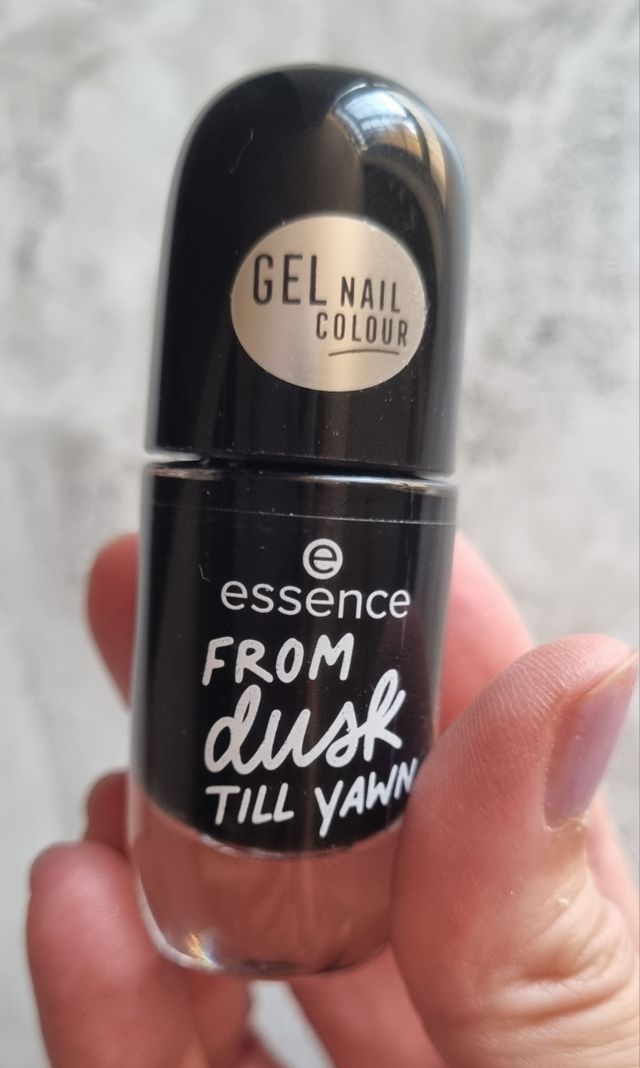 GEL NAIL
COLOUR
e
essence
FROM
dusk
TILL YAWN